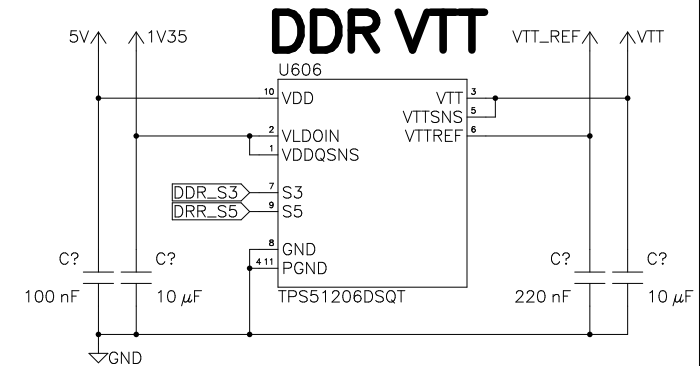 DDR VTT
5V 1V35 VTT_REF VTT
U606
10 VDD VTT 3
VTTSNS 5
2 VLDOIN VTTREF 6
1 VDDQSNS
DDR_S3 7 S3
DRR_S5 9 S5
8 GND
4 11 PGND
C? C? C? C?
100 nF 10 µF TPS51206DSQT 220 nF 10 µF
GND